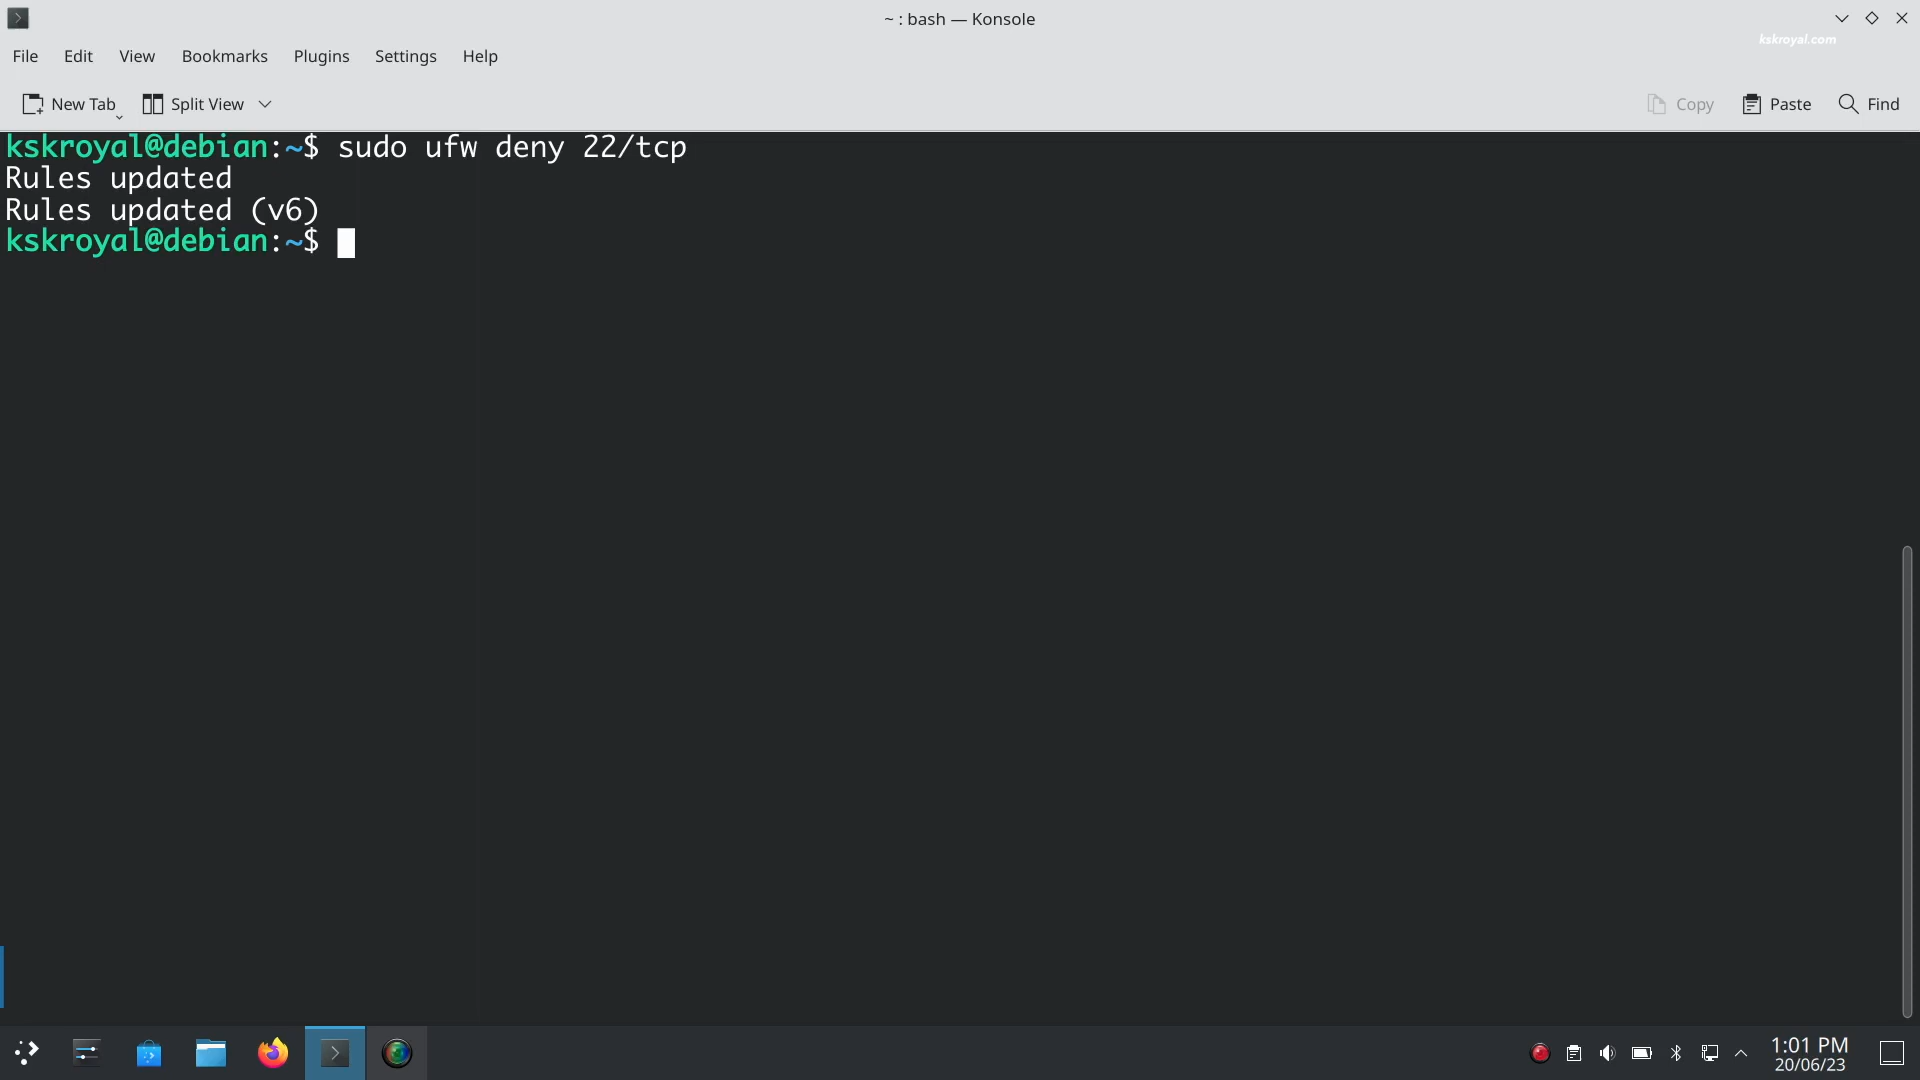 ~ : bash — Konsole
kskroyal.com
File Edit View Bookmarks Plugins Settings Help
New Tab Split View Copy Paste Find
kskroyal@debian:~$ sudo ufw deny 22/tcp
Rules updated
Rules updated (v6)
kskroyal@debian:~$
1:01 PM
20/06/23